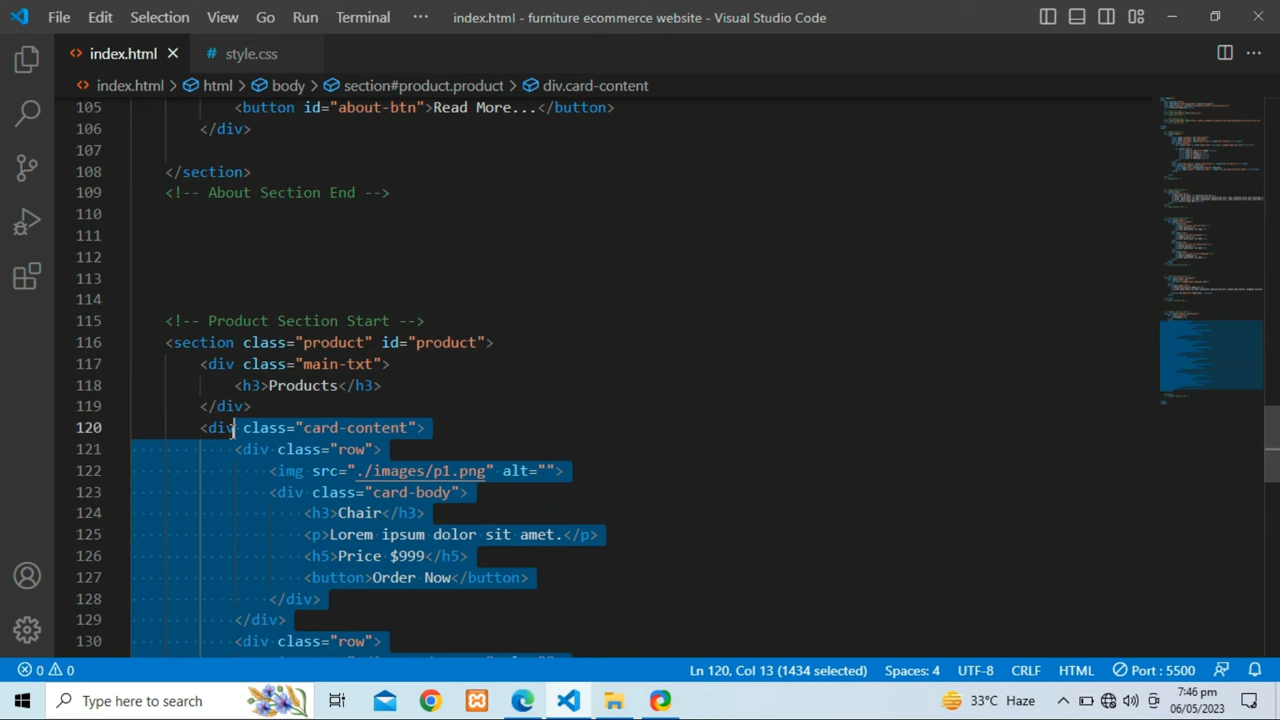 File Edit Selection View Go Run Terminal ··· index.html - furniture ecommerce website - Visual Studio Code
<> index.html × # style.css ···
<> index.html > html > body > section#product.product > div.card-content
105 <button id="about-btn">Read More...</button>
106 </div>
107
108 </section>
109 <!-- About Section End -->
110
111
112
113
114
115 <!-- Product Section Start -->
116 <section class="product" id="product">
117 <div class="main-txt">
118 <h3>Products</h3>
119 </div>
120 <div class="card-content">
121 <div class="row">
122 <img src="./images/p1.png" alt="">
123 <div class="card-body">
124 <h3>Chair</h3>
125 <p>Lorem ipsum dolor sit amet.</p>
126 <h5>Price $999</h5>
127 <button>Order Now</button>
128 </div>
129 </div>
130 <div class="row">
0 0 Ln 120, Col 13 (1434 selected) Spaces: 4 UTF-8 CRLF HTML Port : 5500
Type here to search 33°C Haze 7:46 pm
06/05/2023